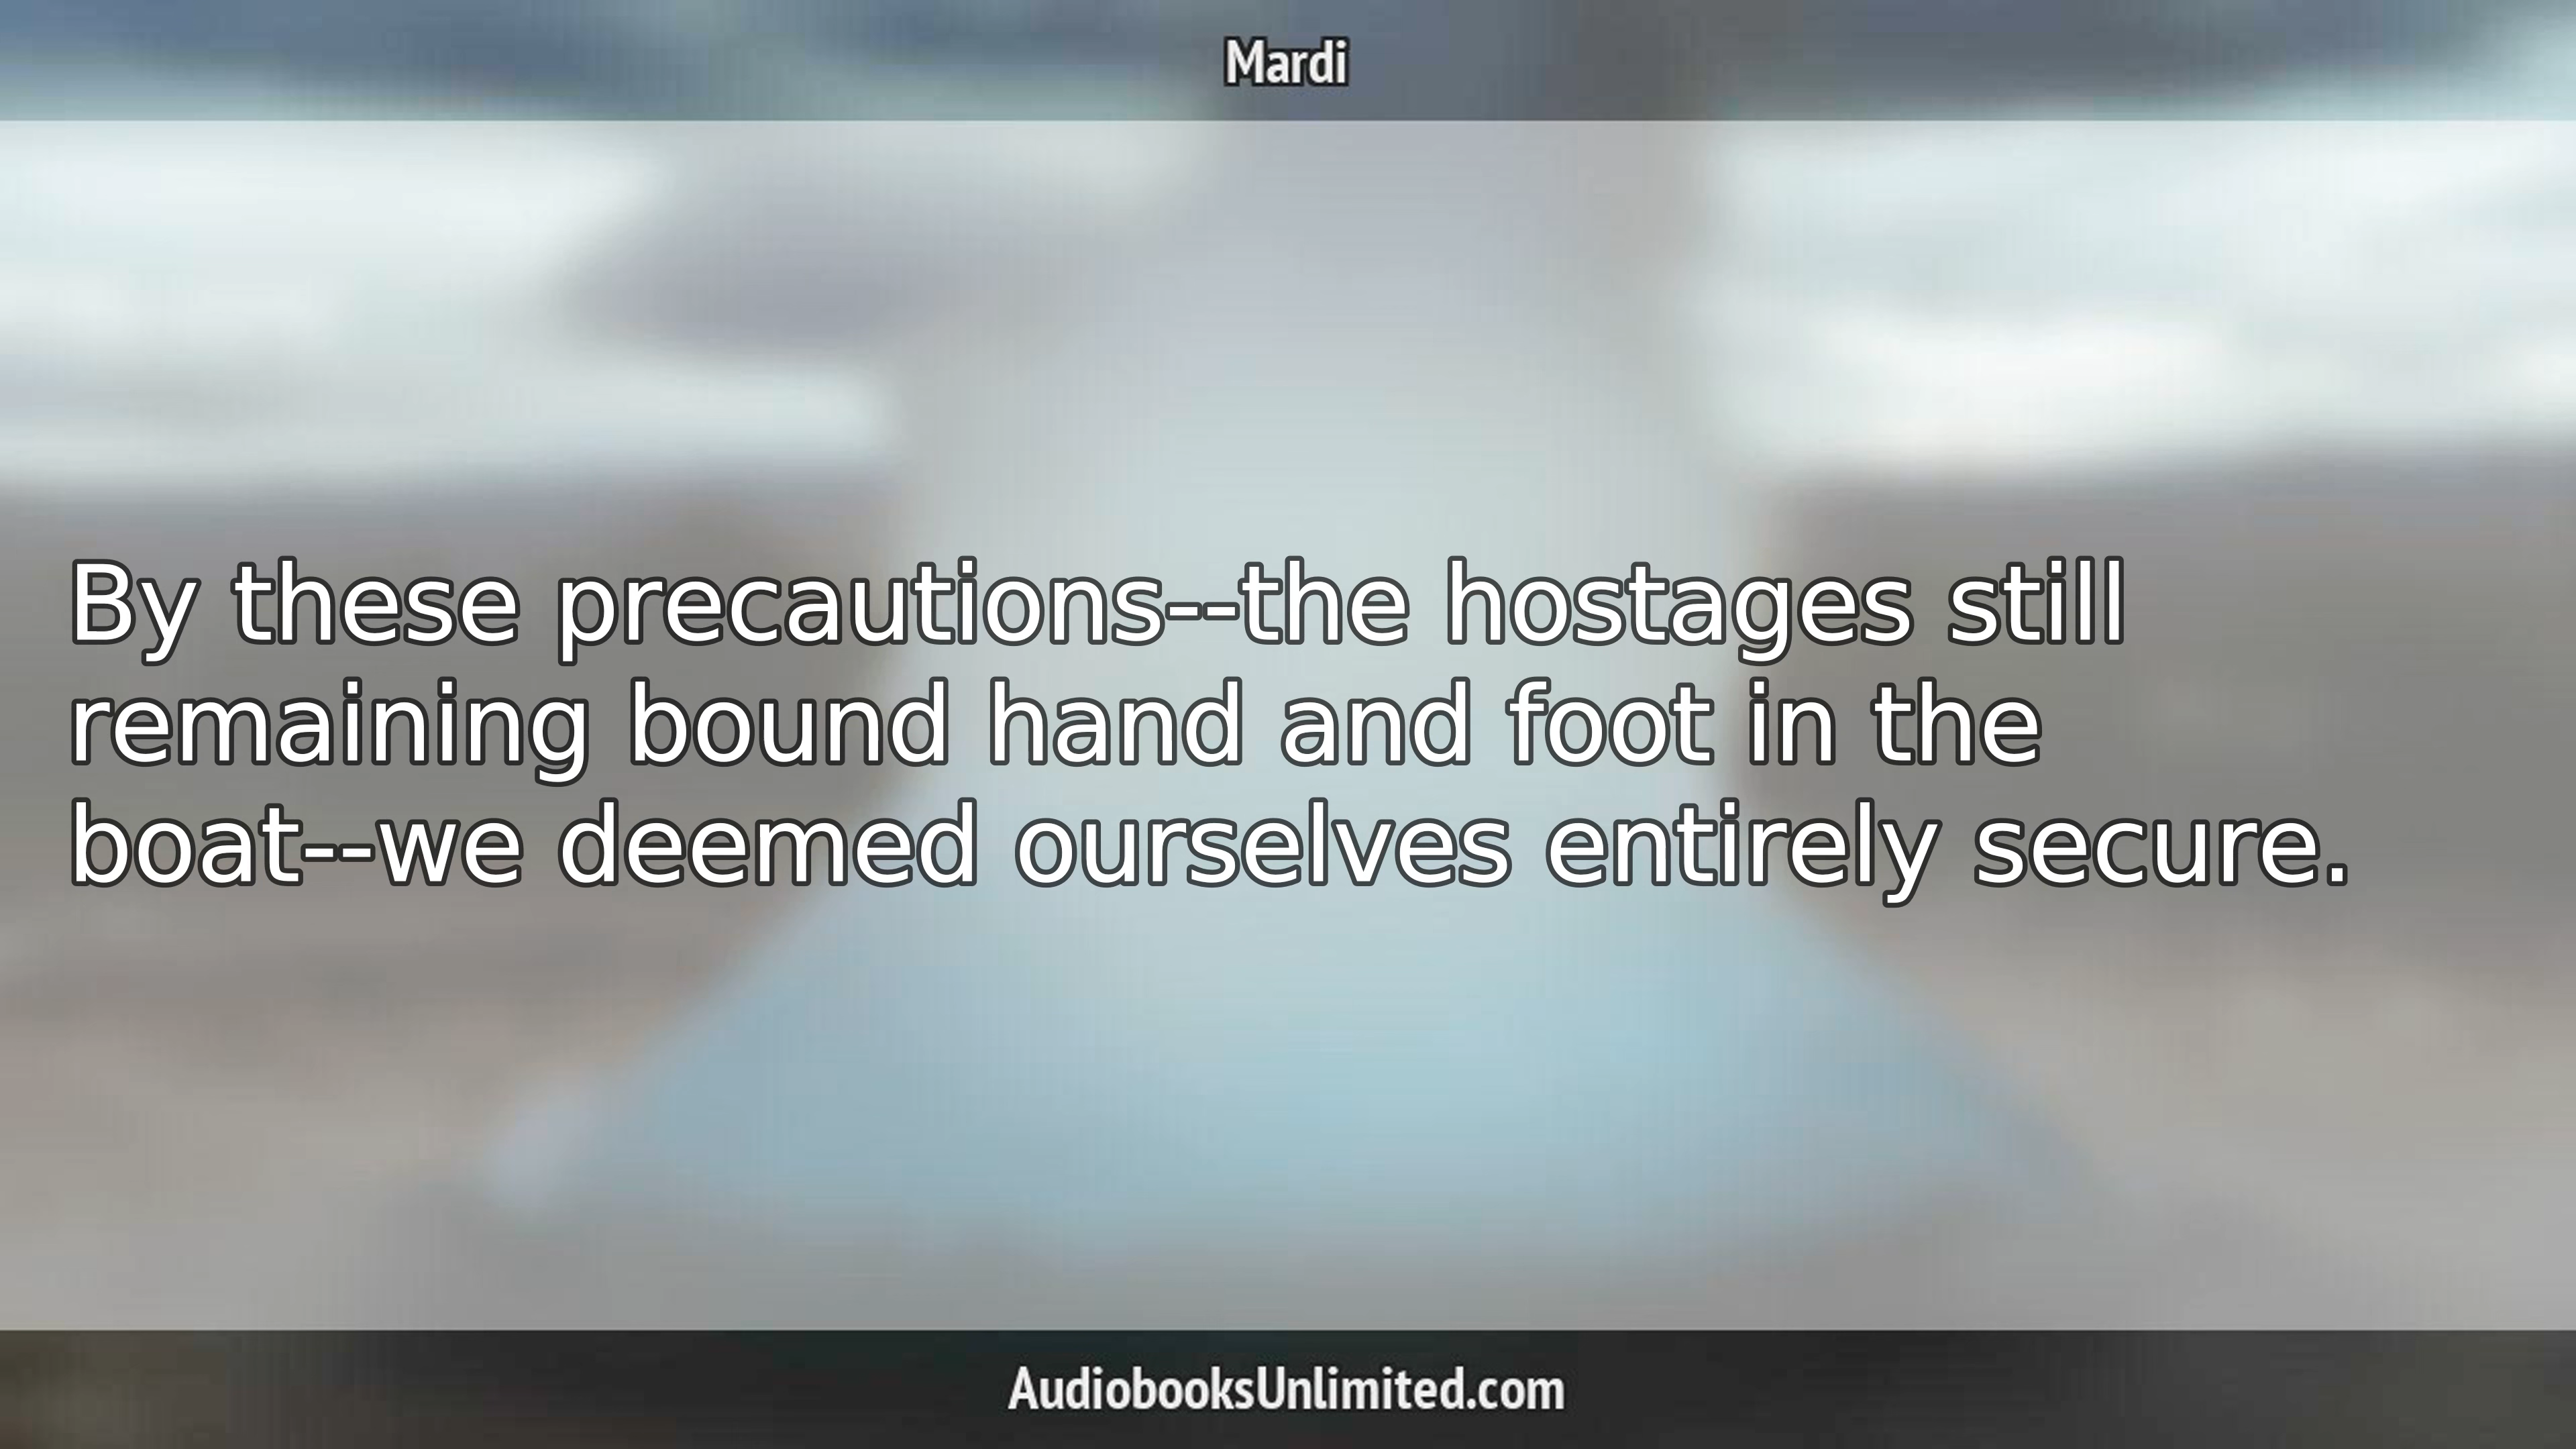 Mardi
By these precautions--the hostages still
remaining bound hand and foot in the
boat--we deemed ourselves entirely secure.
AudiobooksUnlimited.com